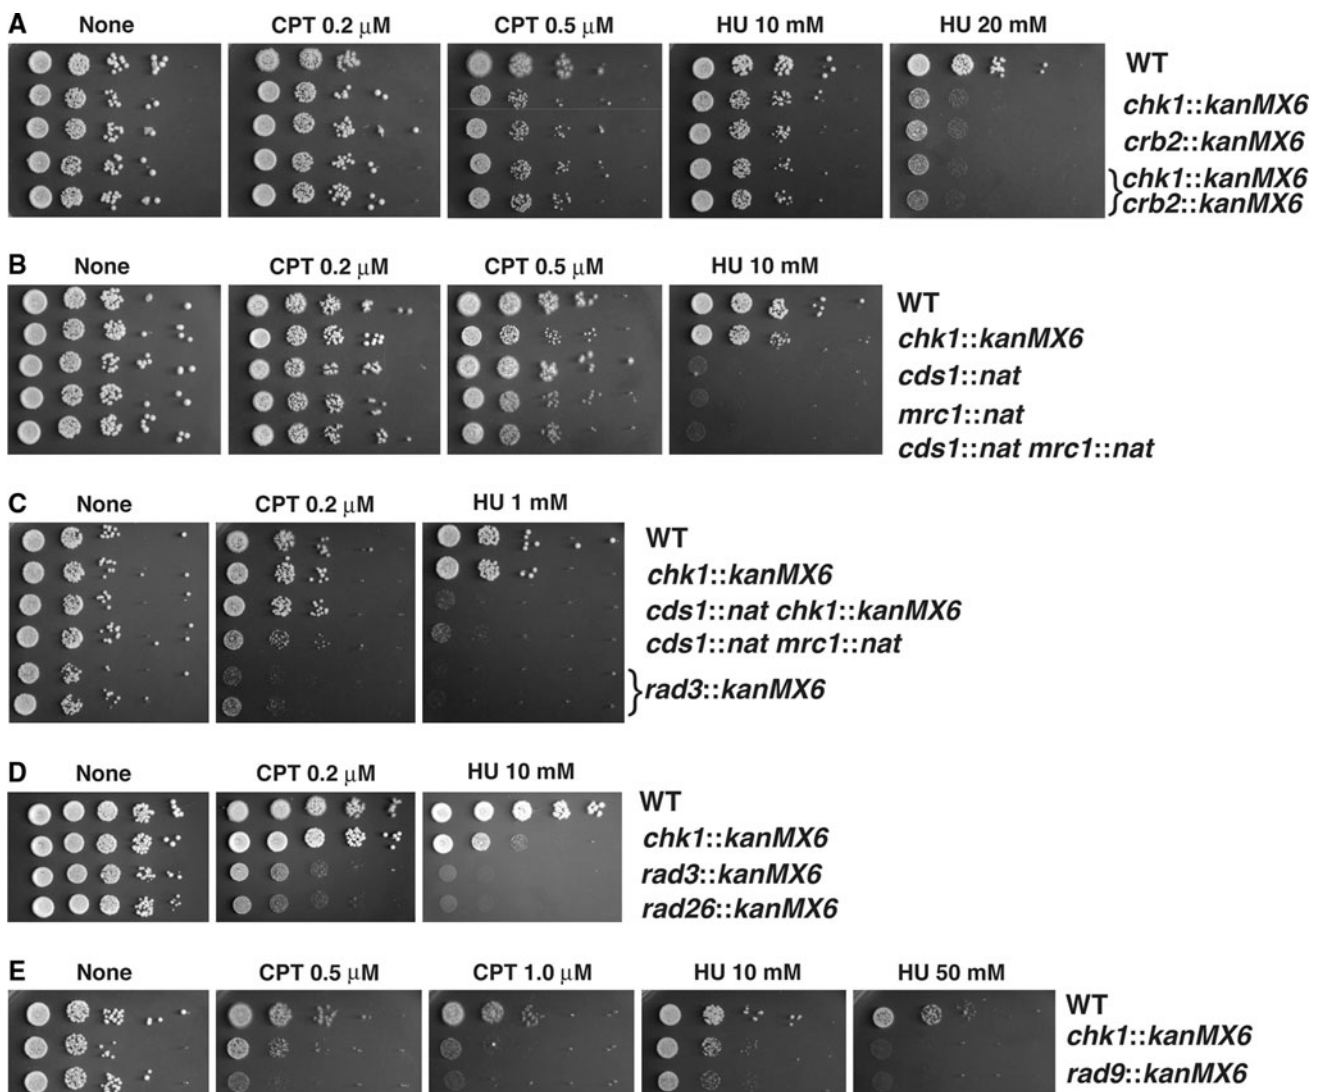 A None CPT 0.2 μM CPT 0.5 μM HU 10 mM HU 20 mM
WT
chk1::kanMX6
crb2::kanMX6
chk1::kanMX6
crb2::kanMX6
B None CPT 0.2 μM CPT 0.5 μM HU 10 mM
WT
chk1::kanMX6
cds1::nat
mrc1::nat
cds1::nat mrc1::nat
C None CPT 0.2 μM HU 1 mM
WT
chk1::kanMX6
cds1::nat chk1::kanMX6
cds1::nat mrc1::nat
rad3::kanMX6
D None CPT 0.2 μM HU 10 mM
WT
chk1::kanMX6
rad3::kanMX6
rad26::kanMX6
E None CPT 0.5 μM CPT 1.0 μM HU 10 mM HU 50 mM
WT
chk1::kanMX6
rad9::kanMX6